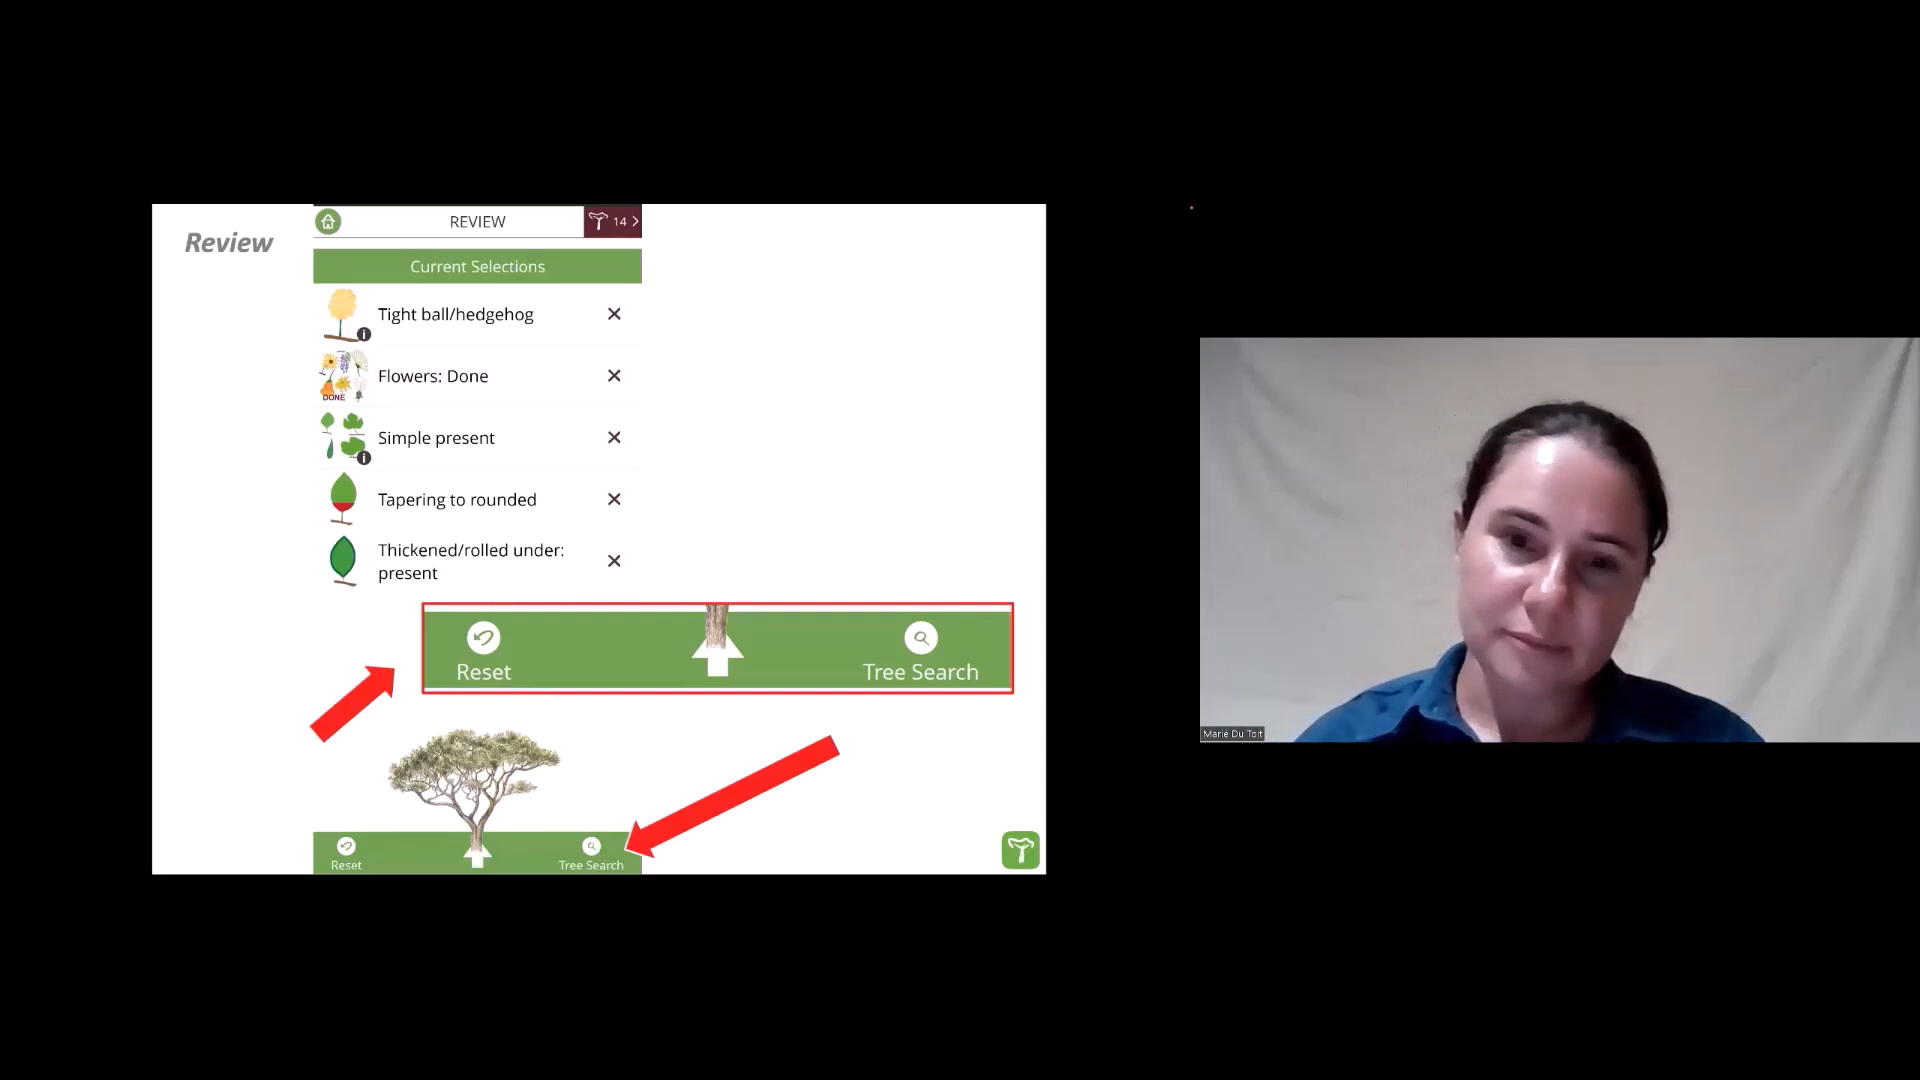 Review
REVIEW
14
Current Selections
Tight ball/hedgehog
Flowers: Done
DONE
Simple present
Tapering to rounded
Thickened/rolled under:
present
Reset
Tree Search
Reset
Tree Search
Marié Du Toit